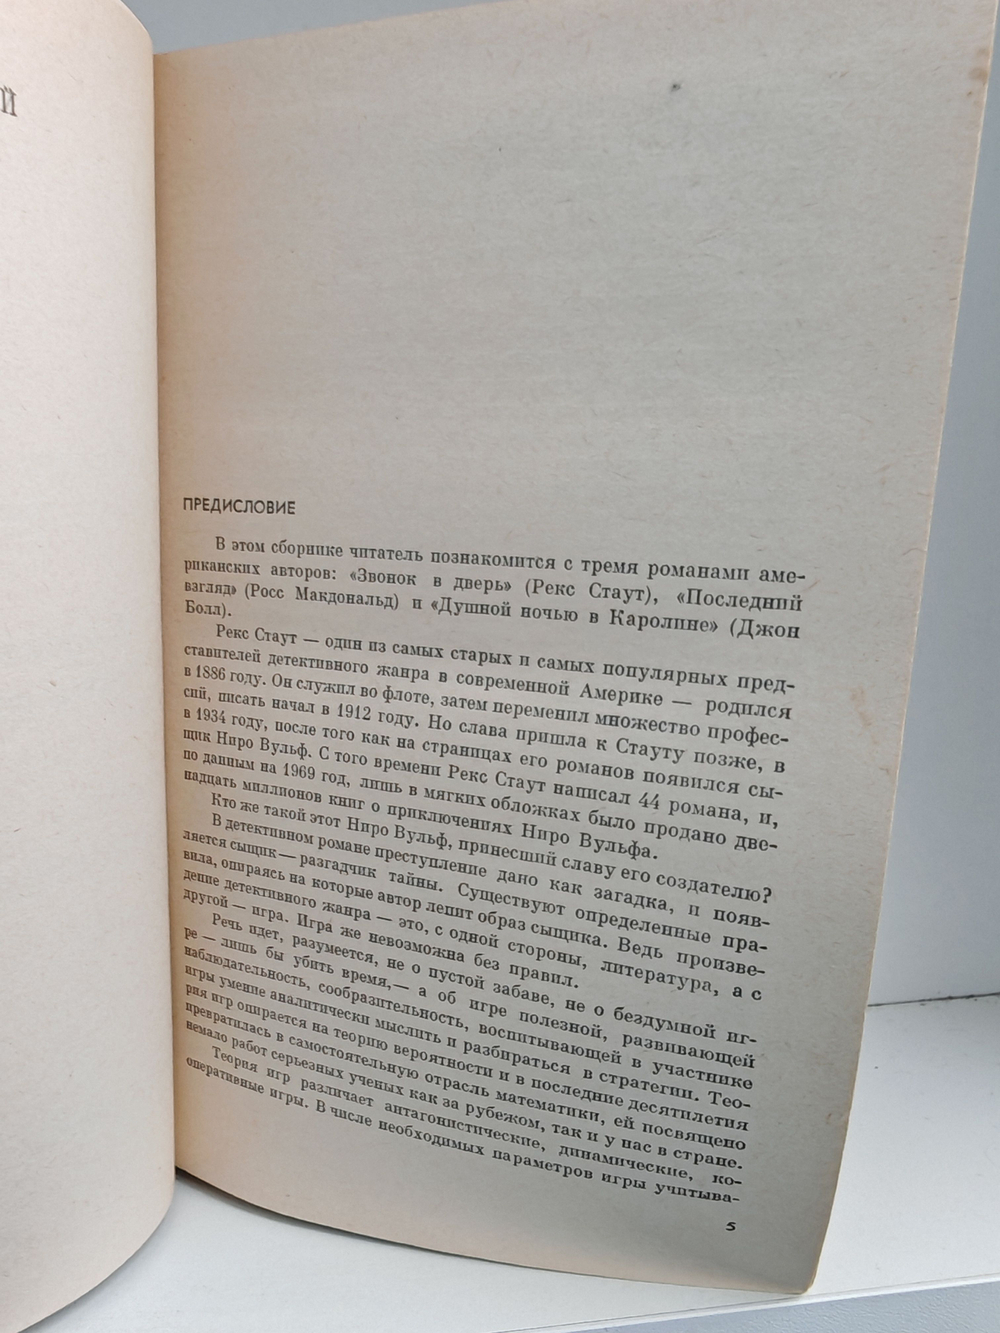 й
ПРЕДИСЛОВИЕ
В этом сборнике читатель познакомится с тремя романами аме-
риканских авторов: «Звонок в дверь» (Рекс Стаут), «Последний
взгляд» (Росс Макдональд) и «Душной ночью в Каролине» (Джон
Болл).
Рекс Стаут — один из самых старых и самых популярных пред-
ставителей детективного жанра в современной Америке — родился
в 1886 году. Он служил во флоте, затем переменил множество профес-
сий, писать начал в 1912 году. Но слава пришла к Стауту позже, в
в 1934 году, после того как на страницах его романов появился сы-
щик Ниро Вульф. С того времени Рекс Стаут написал 44 романа, и,
по данным на 1969 год, лишь в мягких обложках было продано две-
надцать миллионов книг о приключениях Ниро Вульфа.
Кто же такой этот Ниро Вульф, принесший славу его создателю?
В детективном романе преступление дано как загадка, и появ-
ляется сыщик — разгадчик тайны. Существуют определенные пра-
вила, опираясь на которые автор лепит образ сыщика. Ведь произве-
дение детективного жанра — это, с одной стороны, литература, а с
другой — игра. Игра же невозможна без правил.
Речь идет, разумеется, не о пустой забаве, не о бездумной иг-
ре — лишь бы убить время,— а об игре полезной, развивающей
наблюдательность, сообразительность, воспитывающей в участнике
игры умение аналитически мыслить и разбираться в стратегии. Тео-
рия игр опирается на теорию вероятности и в последние десятилетия
превратилась в самостоятельную отрасль математики, ей посвящено
немало работ серьезных ученых как за рубежом, так и у нас в стране.
Теория игр различает антагонистические, динамические, ко-
оперативные игры. В числе необходимых параметров игры учитыва-
5